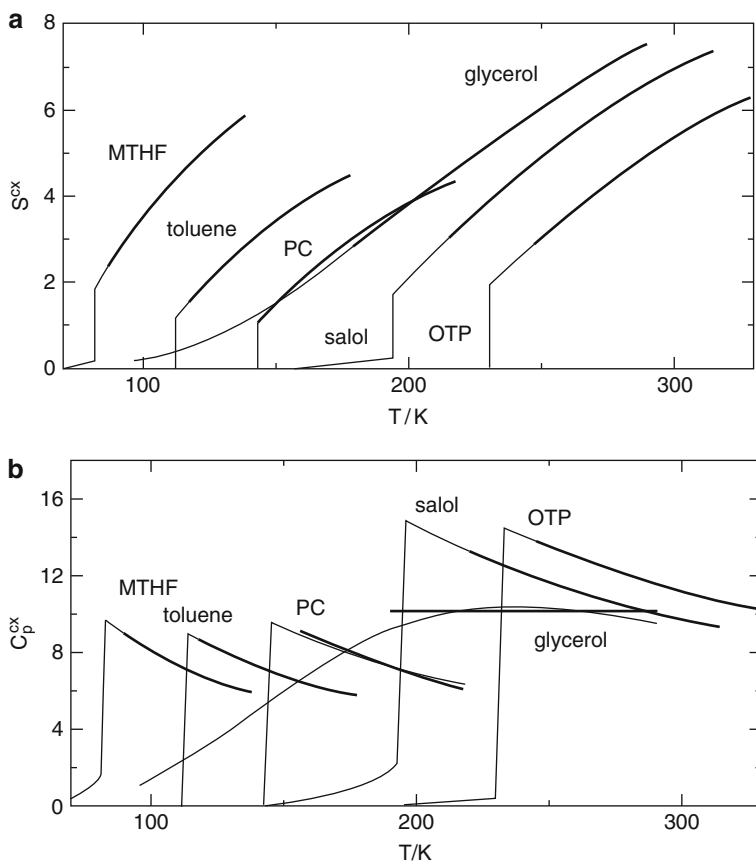 a
8
6
4
2
0
S^cx
MTHF
toluene
PC
glycerol
salol
OTP
100
200
300
T/K
b
16
12
8
4
0
C_p^cx
MTHF
toluene
PC
salol
OTP
glycerol
100
200
300
T/K